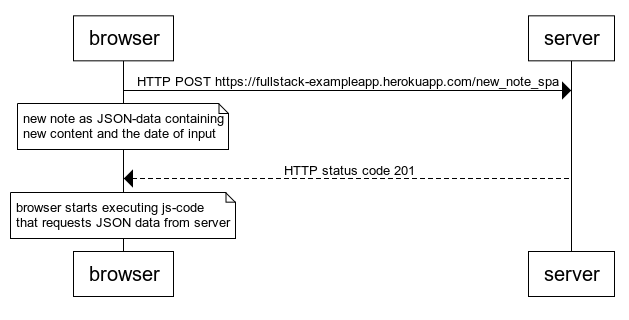 browser
server
HTTP POST https://fullstack-exampleapp.herokuapp.com/new_note_spa
new note as JSON-data containing
new content and the date of input
HTTP status code 201
browser starts executing js-code
that requests JSON data from server
browser
server